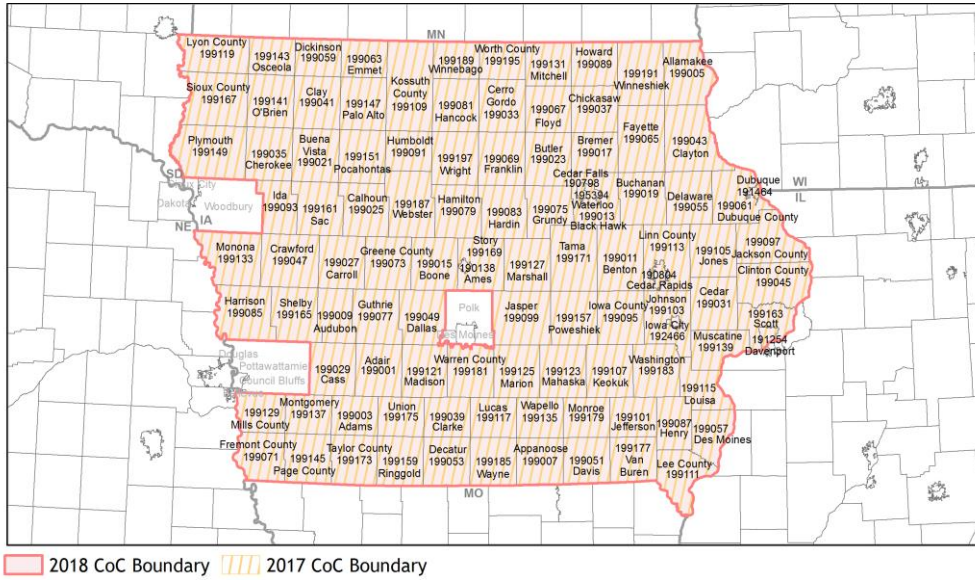 MN
Lyon County
199119
199143
Osceola
Dickinson
199059
199063
Emmet
199189
Winnebago
Worth County
199195
199131
Mitchell
Howard
199089
199191
Winneshiek
Allamakee
199005
Sioux County
199167
199141
O'Brien
Clay
199041
199147
Palo Alto
Kossuth
County
199109
199081
Hancock
Cerro
Gordo
199033
199067
Floyd
Chickasaw
199037
Fayette
199065
199043
Clayton
Plymouth
199149
199035
Cherokee
Buena
Vista
199021
199151
Pocahontas
Humboldt
199091
199197
Wright
199069
Franklin
Butler
199023
Bremer
199017
SD
Woodbury
Dakota
NE
IA
Ida
199093
199161
Sac
Calhoun
199025
199187
Webster
Hamilton
199079
199083
Hardin
199075
Grundy
Cedar Falls
190798
195394
Waterloo
199013
Black Hawk
Buchanan
199019
Delaware
199055
Dubuque
191464
199061
Dubuque County
WI
IL
Monona
199133
Crawford
199047
199027
Carroll
Greene County
199073
199015
Boone
Story
199169
190138
Ames
199127
Marshall
Tama
199171
199011
Benton
Linn County
199113
190804
Cedar Rapids
199105
Jones
199097
Jackson County
Clinton County
199045
Harrison
199085
Shelby
199165
199009
Audubon
Guthrie
199077
199049
Dallas
Polk
Des Moines
Jasper
199099
199157
Poweshiek
Iowa County
199095
Johnson
199103
Iowa City
192466
Cedar
199031
Muscatine
199139
199163
Scott
191254
Davenport
Douglas
Pottawattamie
Council Bluffs
199029
Cass
Adair
199001
199121
Madison
Warren County
199181
199125
Marion
199123
Mahaska
199107
Keokuk
Washington
199183
199115
Louisa
199129
Mills County
Montgomery
199137
199003
Adams
Union
199175
199039
Clarke
Lucas
199117
Wapello
199135
Monroe
199179
199101
Jefferson
199087
Henry
199057
Des Moines
Fremont County
199071
199145
Page County
Taylor County
199173
199159
Ringgold
Decatur
199053
199185
Wayne
Appanoose
199007
199051
Davis
199177
Van
Buren
Lee County
199111
MO
2018 CoC Boundary
2017 CoC Boundary